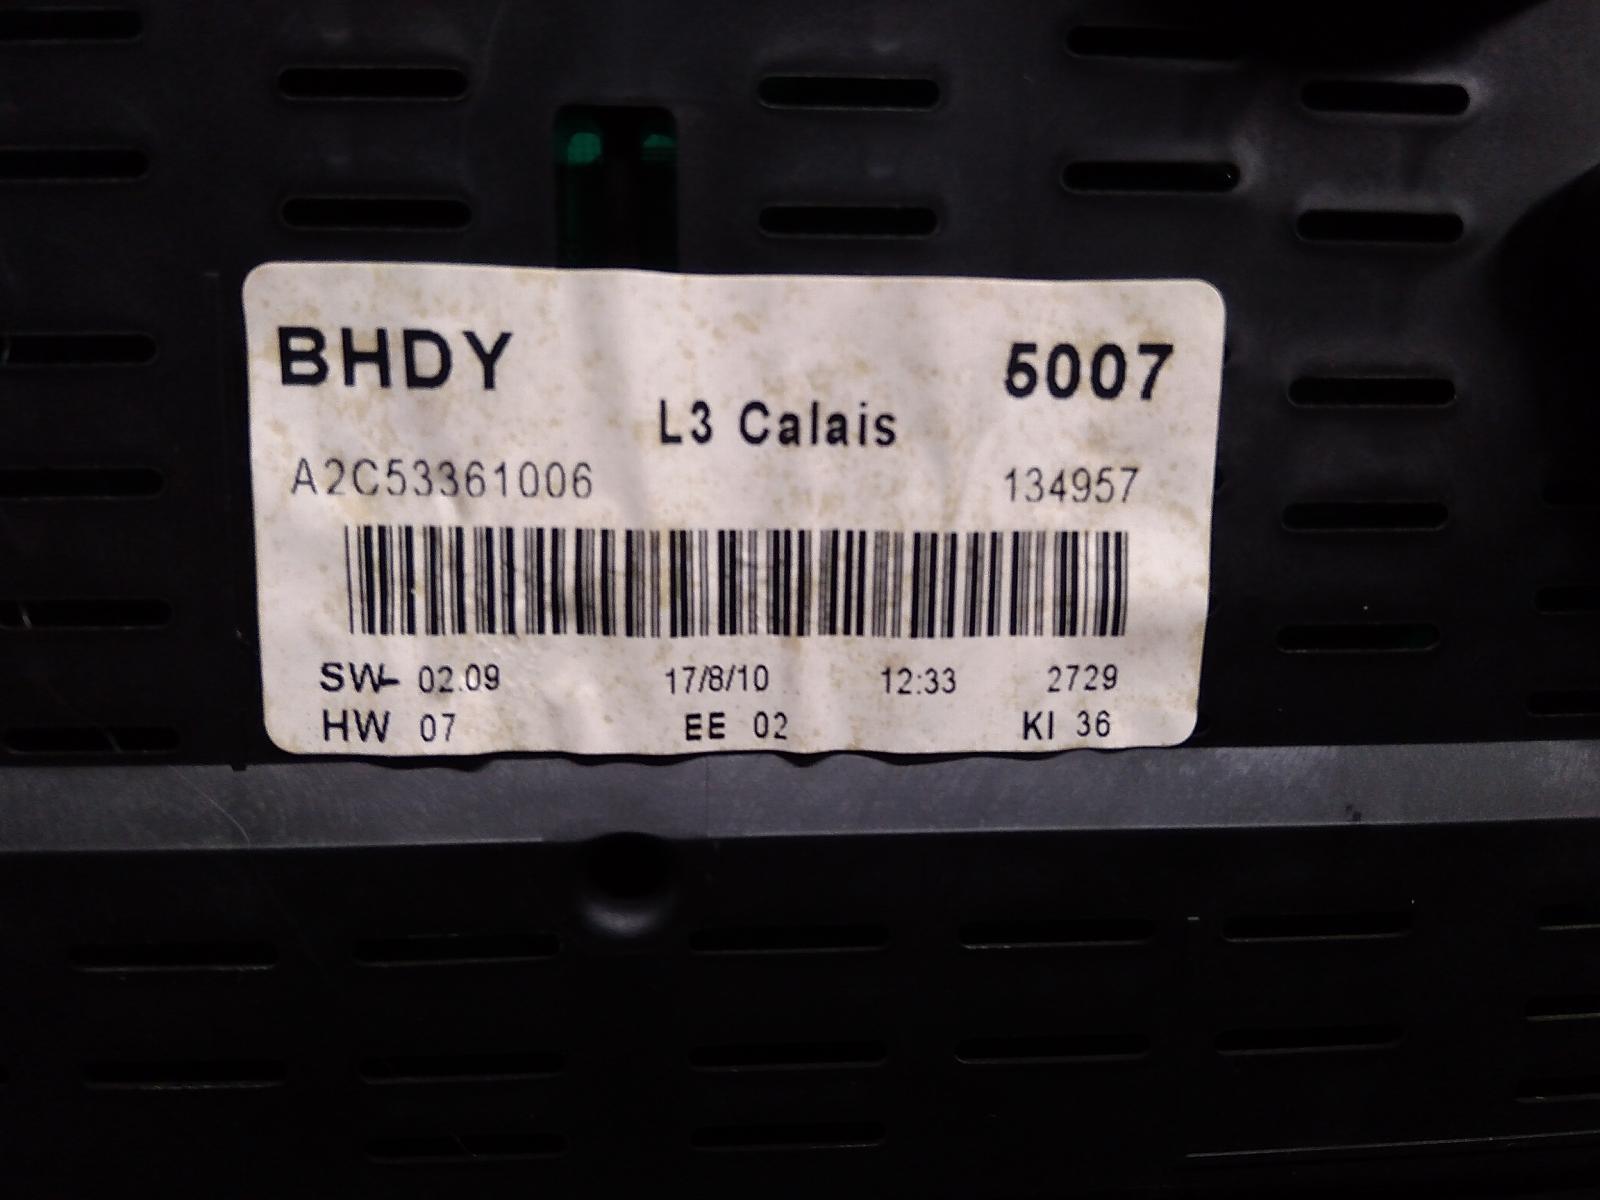 BHDY 5007
L3 Calais
A2C53361006 134957
SW- 02.09 17/8/10 12:33 2729
HW 07 EE 02 KI 36